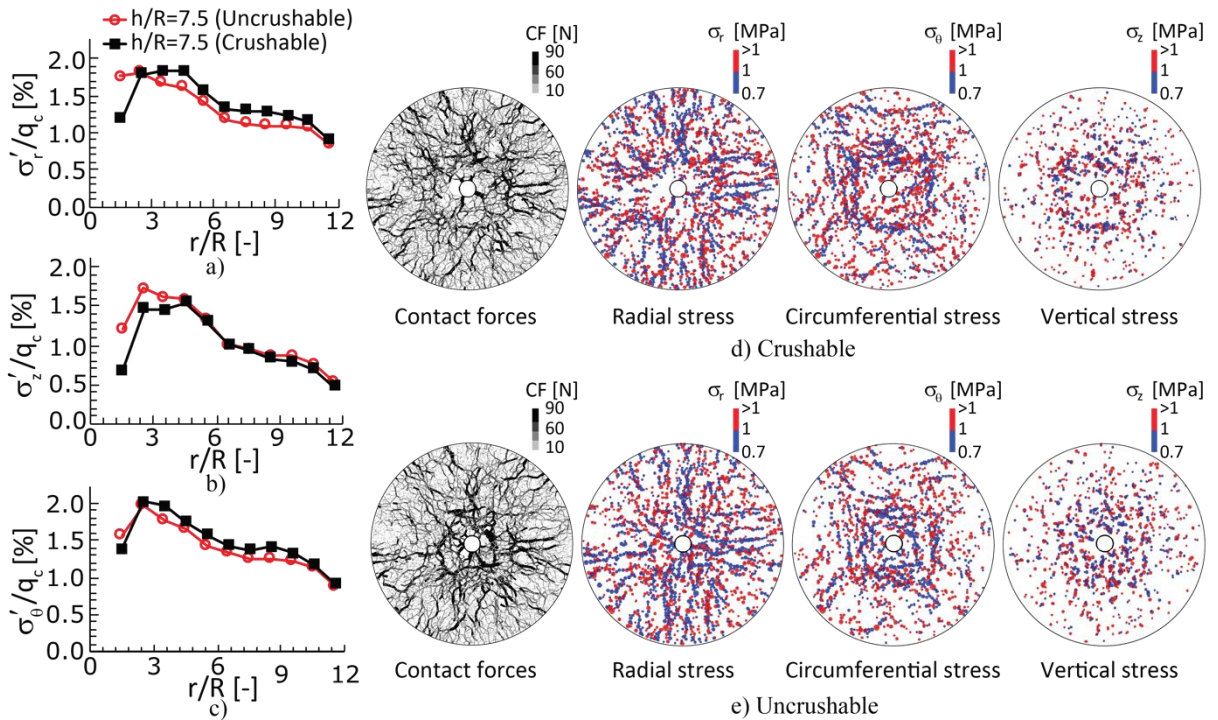 h/R=7.5 (Uncrushable)
h/R=7.5 (Crushable)
2.0
1.5
1.0
0.0
σ′r/qc [%]
0 3 6 9 12
r/R [-]
a)
2.0
1.5
1.0
0.5
0.0
σ′z/qc [%]
0 3 6 9 12
r/R [-]
b)
2.0
1.5
1.0
0.5
0.0
σ′θ/qc [%]
0 3 6 9 12
r/R [-]
c)
CF [N]
90
60
10
σr [MPa]
>1
1
0.7
σθ [MPa]
>1
1
0.7
σz [MPa]
>1
1
0.7
Contact forces
Radial stress
Circumferential stress
Vertical stress
d) Crushable
CF [N]
90
60
10
σr [MPa]
>1
1
0.7
σθ [MPa]
>1
1
0.7
σz [MPa]
>1
1
0.7
Contact forces
Radial stress
Circumferential stress
Vertical stress
e) Uncrushable